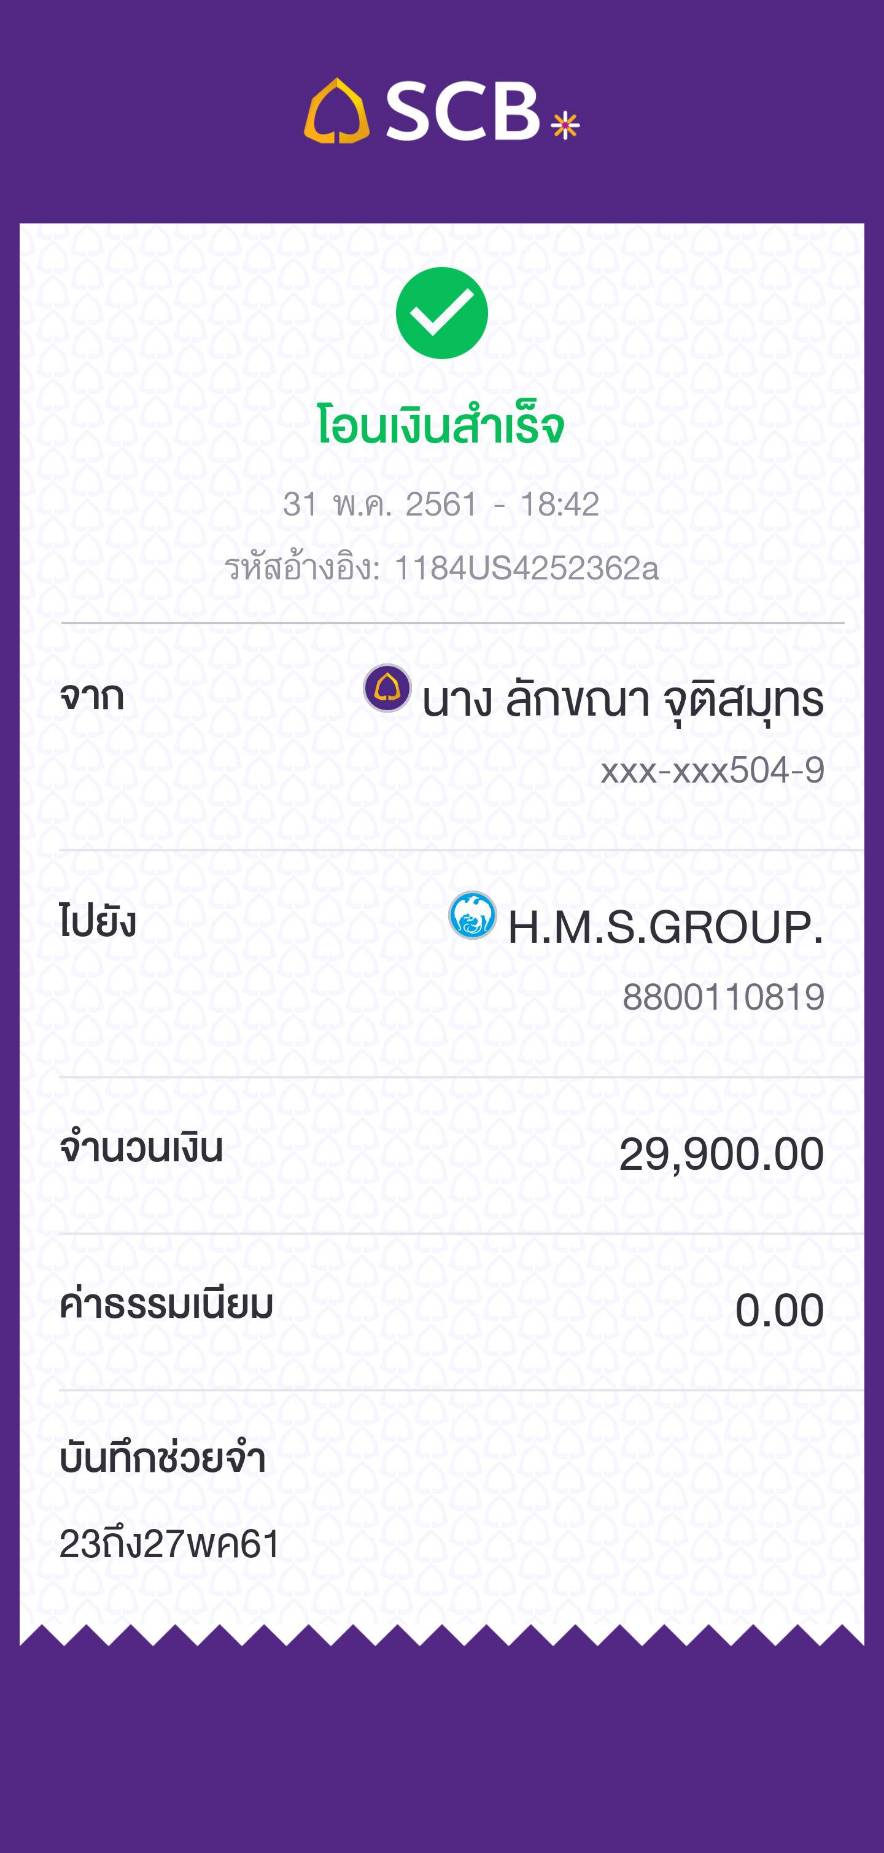 SCB
โอนเงินสำเร็จ
31 พ.ค. 2561 - 18:42
รหัสอ้างอิง: 1184US4252362a
จาก นาง ลักขณา จุติสมุทร
xxx-xxx504-9
ไปยัง H.M.S.GROUP.
8800110819
จำนวนเงิน 29,900.00
ค่าธรรมเนียม 0.00
บันทึกช่วยจำ
23ถึง27พค61